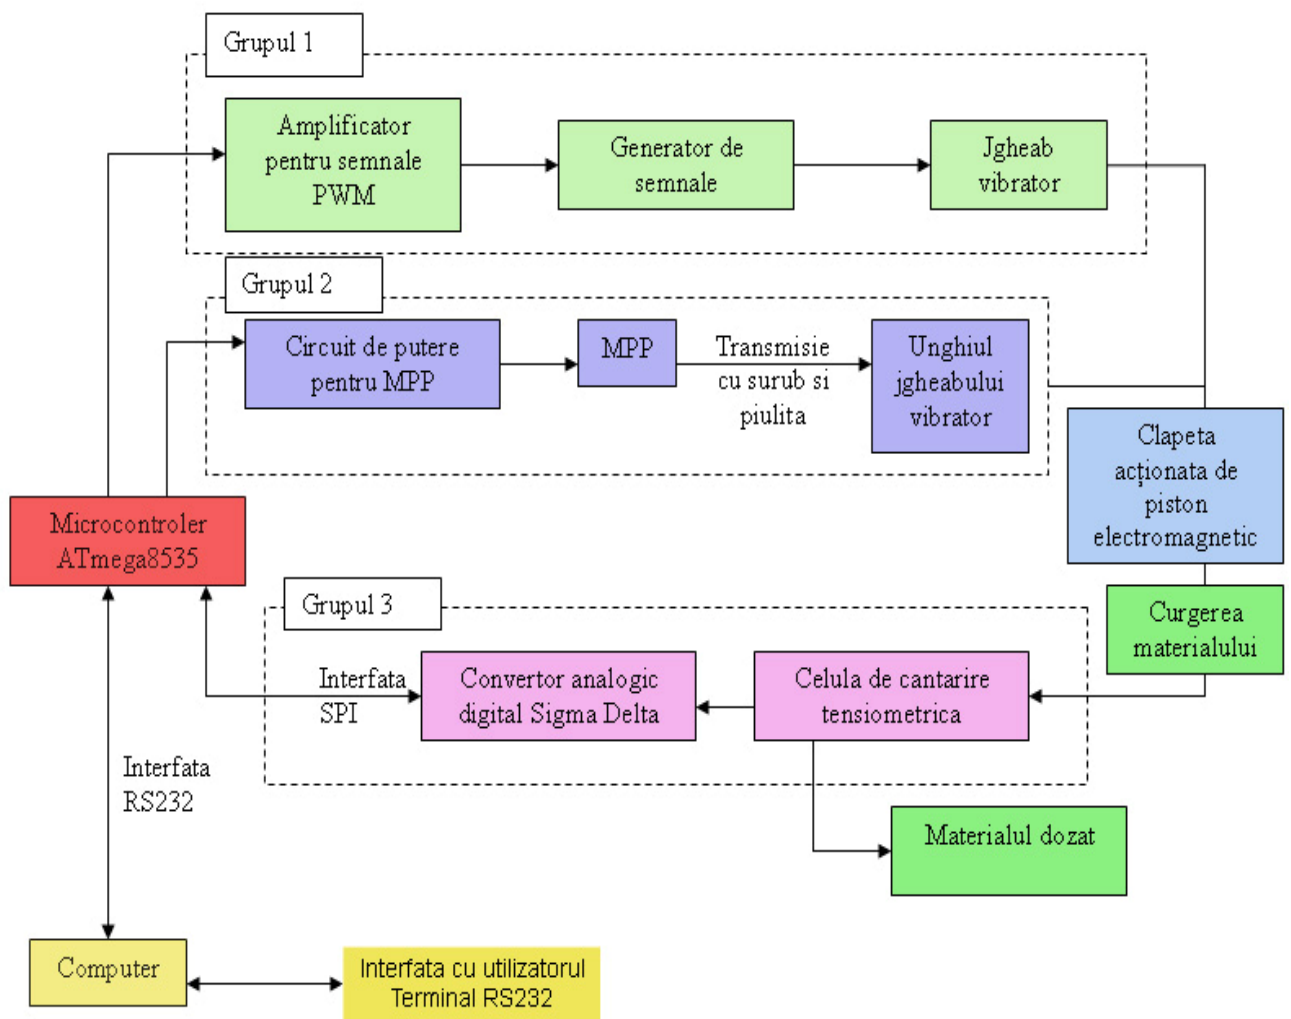 Grupul 1
Amplificator
pentru semnale
PWM
Generator de
semnale
Jgheab
vibrator
Grupul 2
Circuit de putere
pentru MPP
MPP
Transmisie
cu surub si
piulita
Unghiul
jgheabului
vibrator
Clapeta
acţionata de
piston
electromagnetic
Microcontroler
ATmega8535
Grupul 3
Curgerea
materialului
Interfata
SPI
Convertor analogic
digital Sigma Delta
Celula de cantarire
tensiometrica
Interfata
RS232
Materialul dozat
Computer
Interfata cu utilizatorul
Terminal RS232